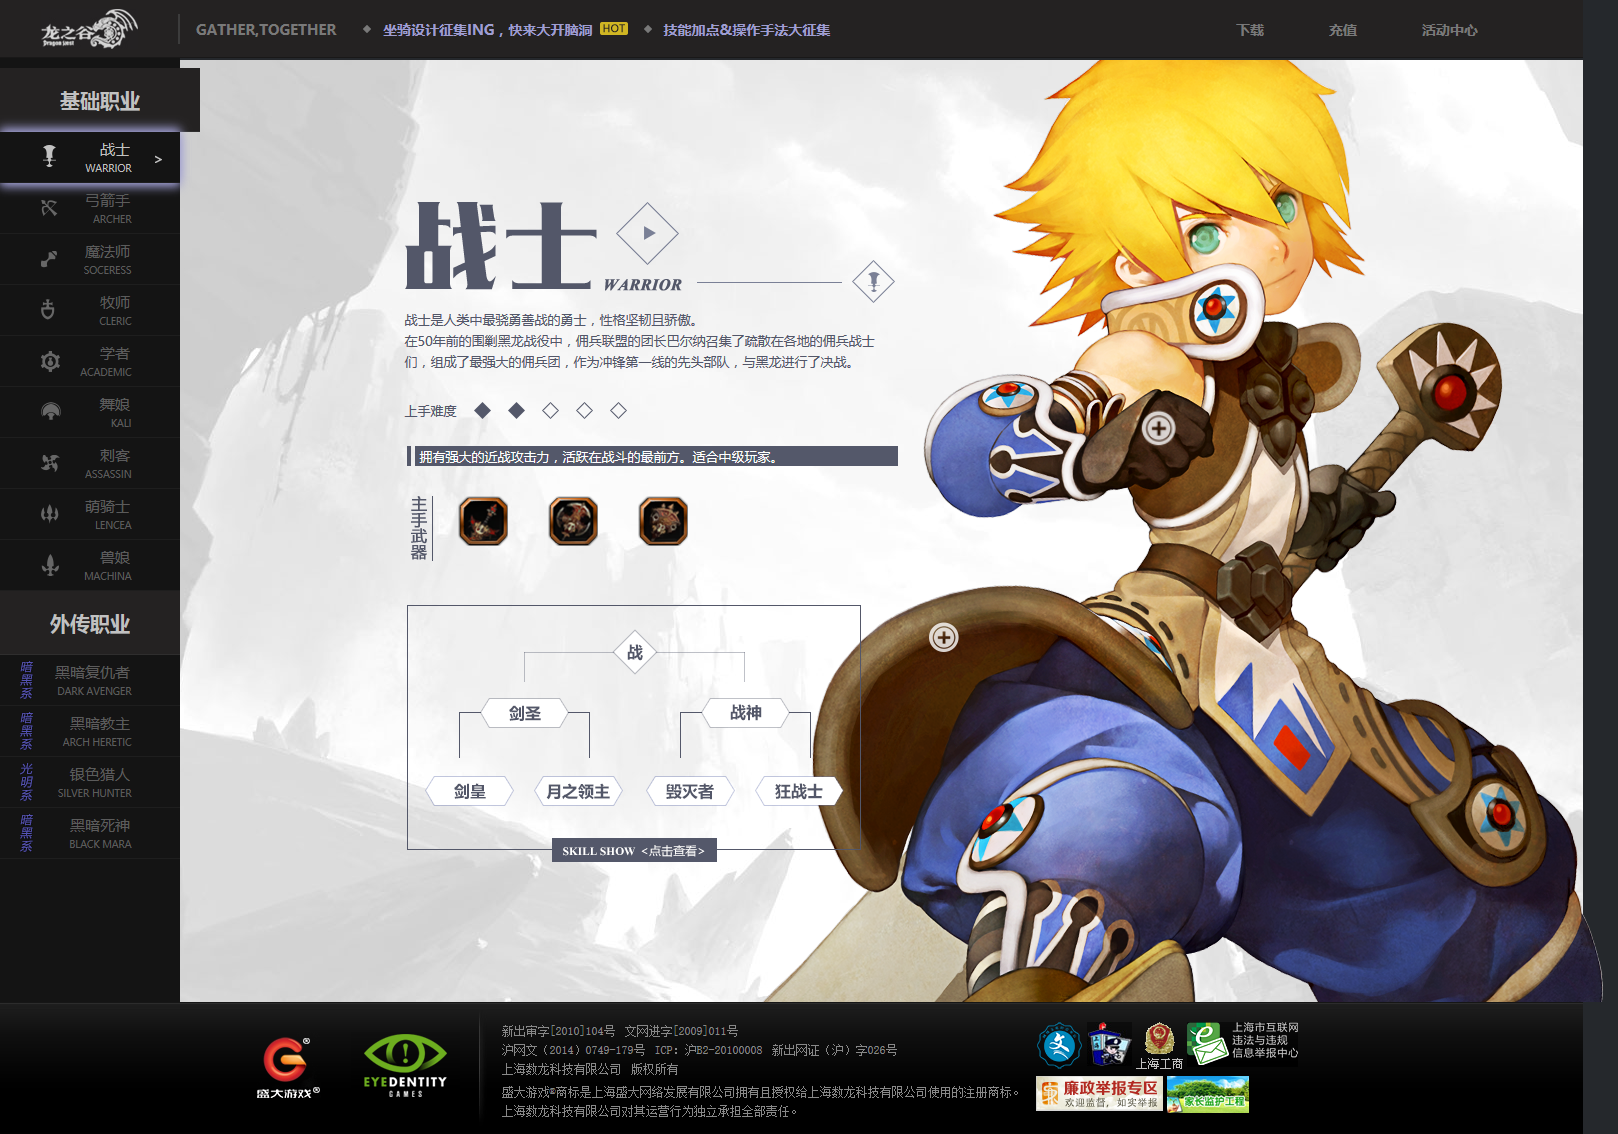 龙之谷
Dragon Nest
GATHER,TOGETHER
坐骑设计征集ING，快来大开脑洞 HOT
技能加点&操作手法大征集
下载
充值
活动中心
基础职业
战士
WARRIOR
>
弓箭手
ARCHER
魔法师
SOCERESS
牧师
CLERIC
学者
ACADEMIC
舞娘
KALI
刺客
ASSASSIN
萌骑士
LENCEA
兽娘
MACHINA
外传职业
暗黑系
黑暗复仇者
DARK AVENGER
暗黑系
黑暗教主
ARCH HERETIC
光明系
银色猎人
SILVER HUNTER
暗黑系
黑暗死神
BLACK MARA
战士
WARRIOR
战士是人类中最骁勇善战的勇士，性格坚韧且骄傲。
在50年前的围剿黑龙战役中，佣兵联盟的团长巴尔纳召集了疏散在各地的佣兵战士
们，组成了最强大的佣兵团，作为冲锋第一线的先头部队，与黑龙进行了决战。
上手难度
拥有强大的近战攻击力，活跃在战斗的最前方。适合中级玩家。
主手武器
战
剑圣
战神
剑皇
月之领主
毁灭者
狂战士
SKILL SHOW <点击查看>
盛大游戏®
EYEDENTITY
GAMES
新出审字[2010]104号 文网进字[2009]011号
沪网文（2014）0749-179号 ICP：沪B2-20100008 新出网证（沪）字026号
上海数龙科技有限公司 版权所有
盛大游戏®商标是上海盛大网络发展有限公司拥有且授权给上海数龙科技有限公司使用的注册商标。
上海数龙科技有限公司对其运营行为独立承担全部责任。
文
上海工商
上海市互联网
违法与违规
信息举报中心
廉政举报专区
欢迎监督，如实举报
家长监护工程